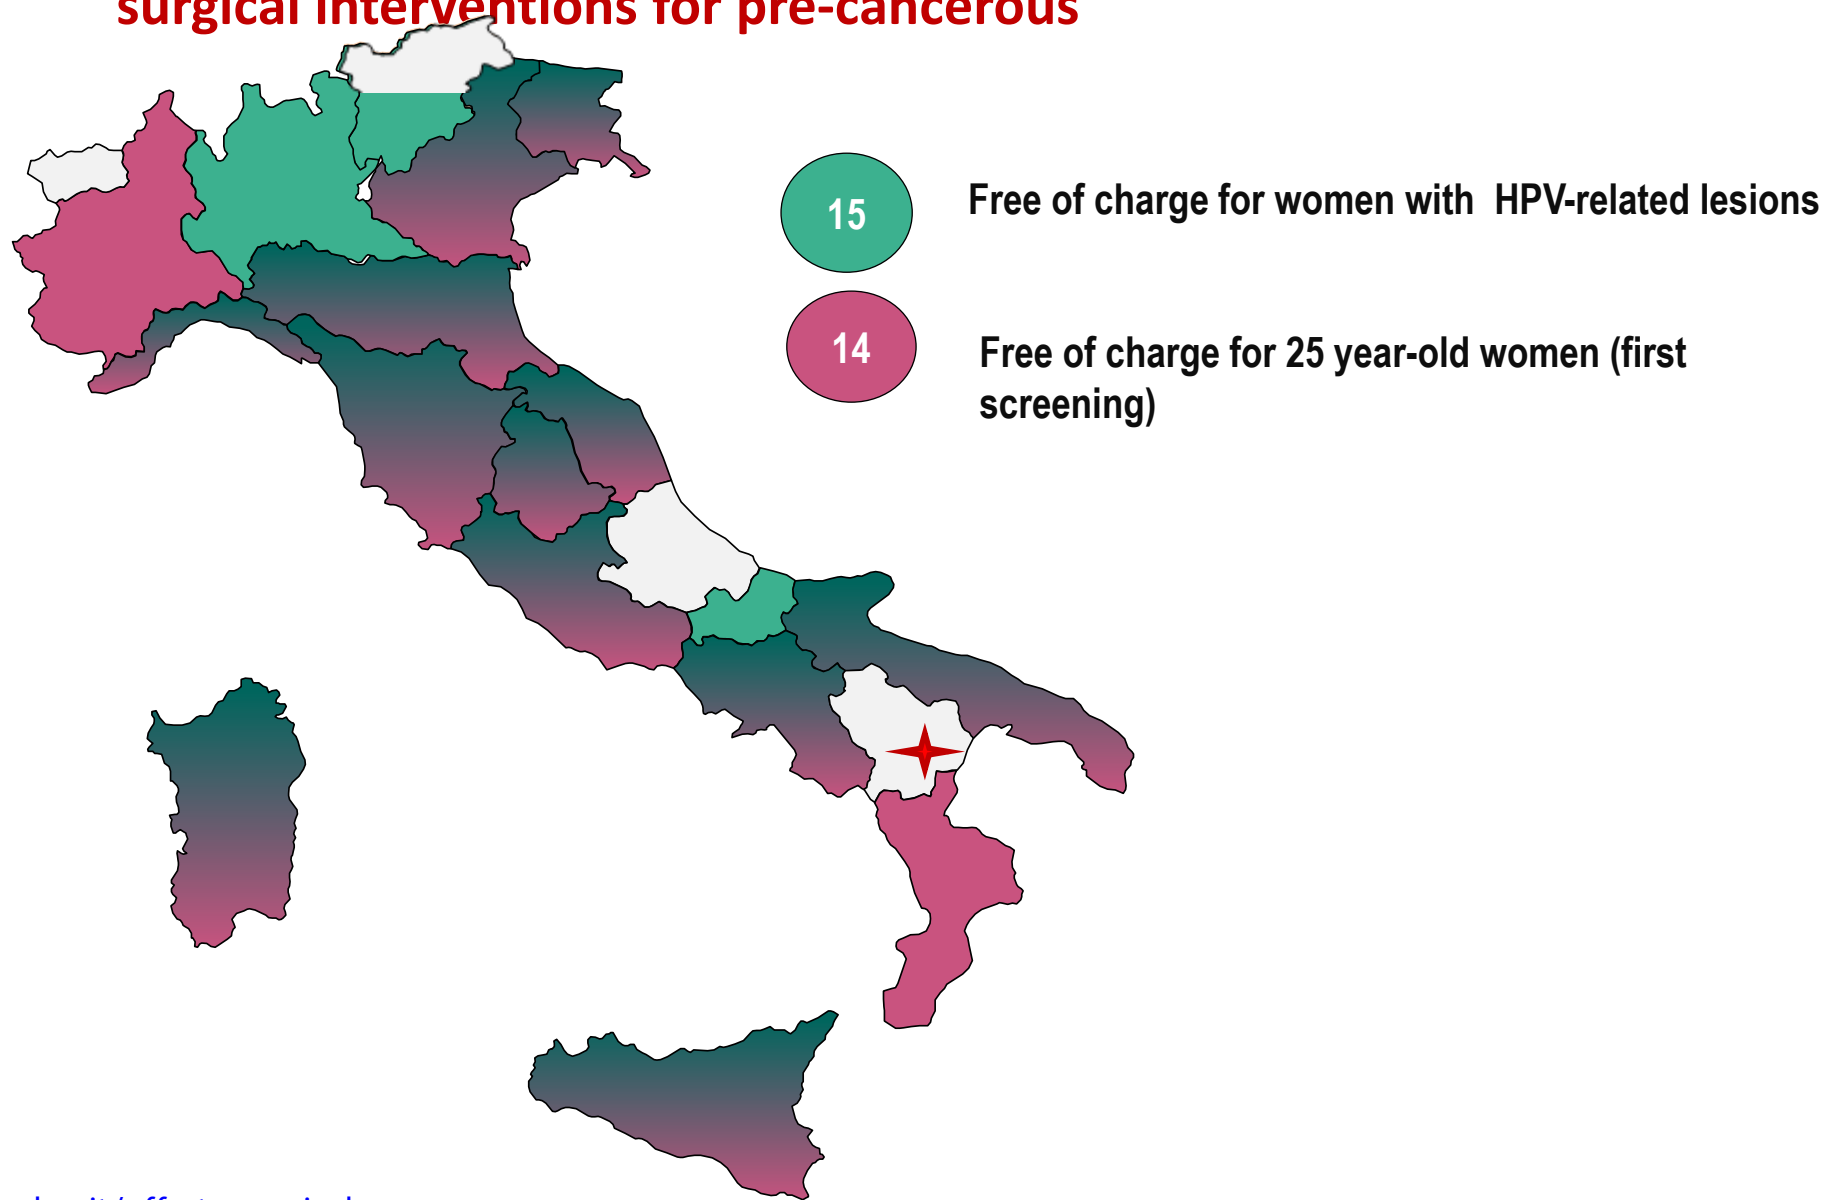 surgical interventions for pre-cancerous
15
Free of charge for women with HPV-related lesions
14
Free of charge for 25 year-old women (first
screening)